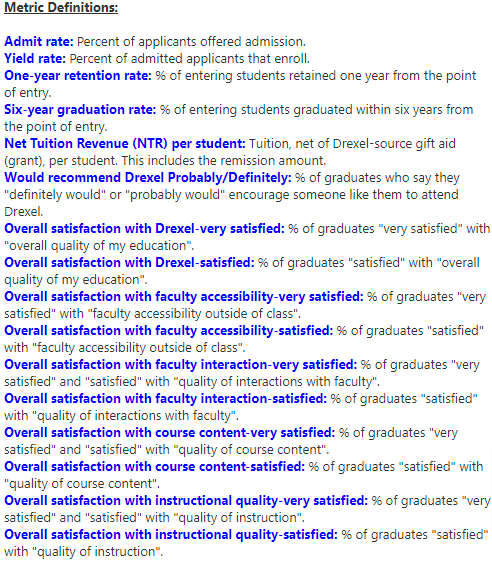 Metric Definitions:
Admit rate: Percent of applicants offered admission.
Yield rate: Percent of admitted applicants that enroll.
One-year retention rate: % of entering students retained one year from the point
of entry.
Six-year graduation rate: % of entering students graduated within six years from
the point of entry.
Net Tuition Revenue (NTR) per student: Tuition, net of Drexel-source gift aid
(grant), per student. This includes the remission amount.
Would recommend Drexel Probably/Definitely: % of graduates who say they
"definitely would" or "probably would" encourage someone like them to attend
Drexel.
Overall satisfaction with Drexel-very satisfied: % of graduates "very satisfied" with
"overall quality of my education".
Overall satisfaction with Drexel-satisfied: % of graduates "satisfied" with "overall
quality of my education".
Overall satisfaction with faculty accessibility-very satisfied: % of graduates "very
satisfied" with "faculty accessibility outside of class".
Overall satisfaction with faculty accessibility-satisfied: % of graduates "satisfied"
with "faculty accessibility outside of class".
Overall satisfaction with faculty interaction-very satisfied: % of graduates "very
satisfied" and "satisfied" with "quality of interactions with faculty".
Overall satisfaction with faculty interaction-satisfied: % of graduates "satisfied"
with "quality of interactions with faculty".
Overall satisfaction with course content-very satisfied: % of graduates "very
satisfied" and "satisfied" with "quality of course content".
Overall satisfaction with course content-satisfied: % of graduates "satisfied" with
"quality of course content".
Overall satisfaction with instructional quality-very satisfied: % of graduates "very
satisfied" and "satisfied" with "quality of instruction".
Overall satisfaction with instructional quality-satisfied: % of graduates "satisfied"
with "quality of instruction".